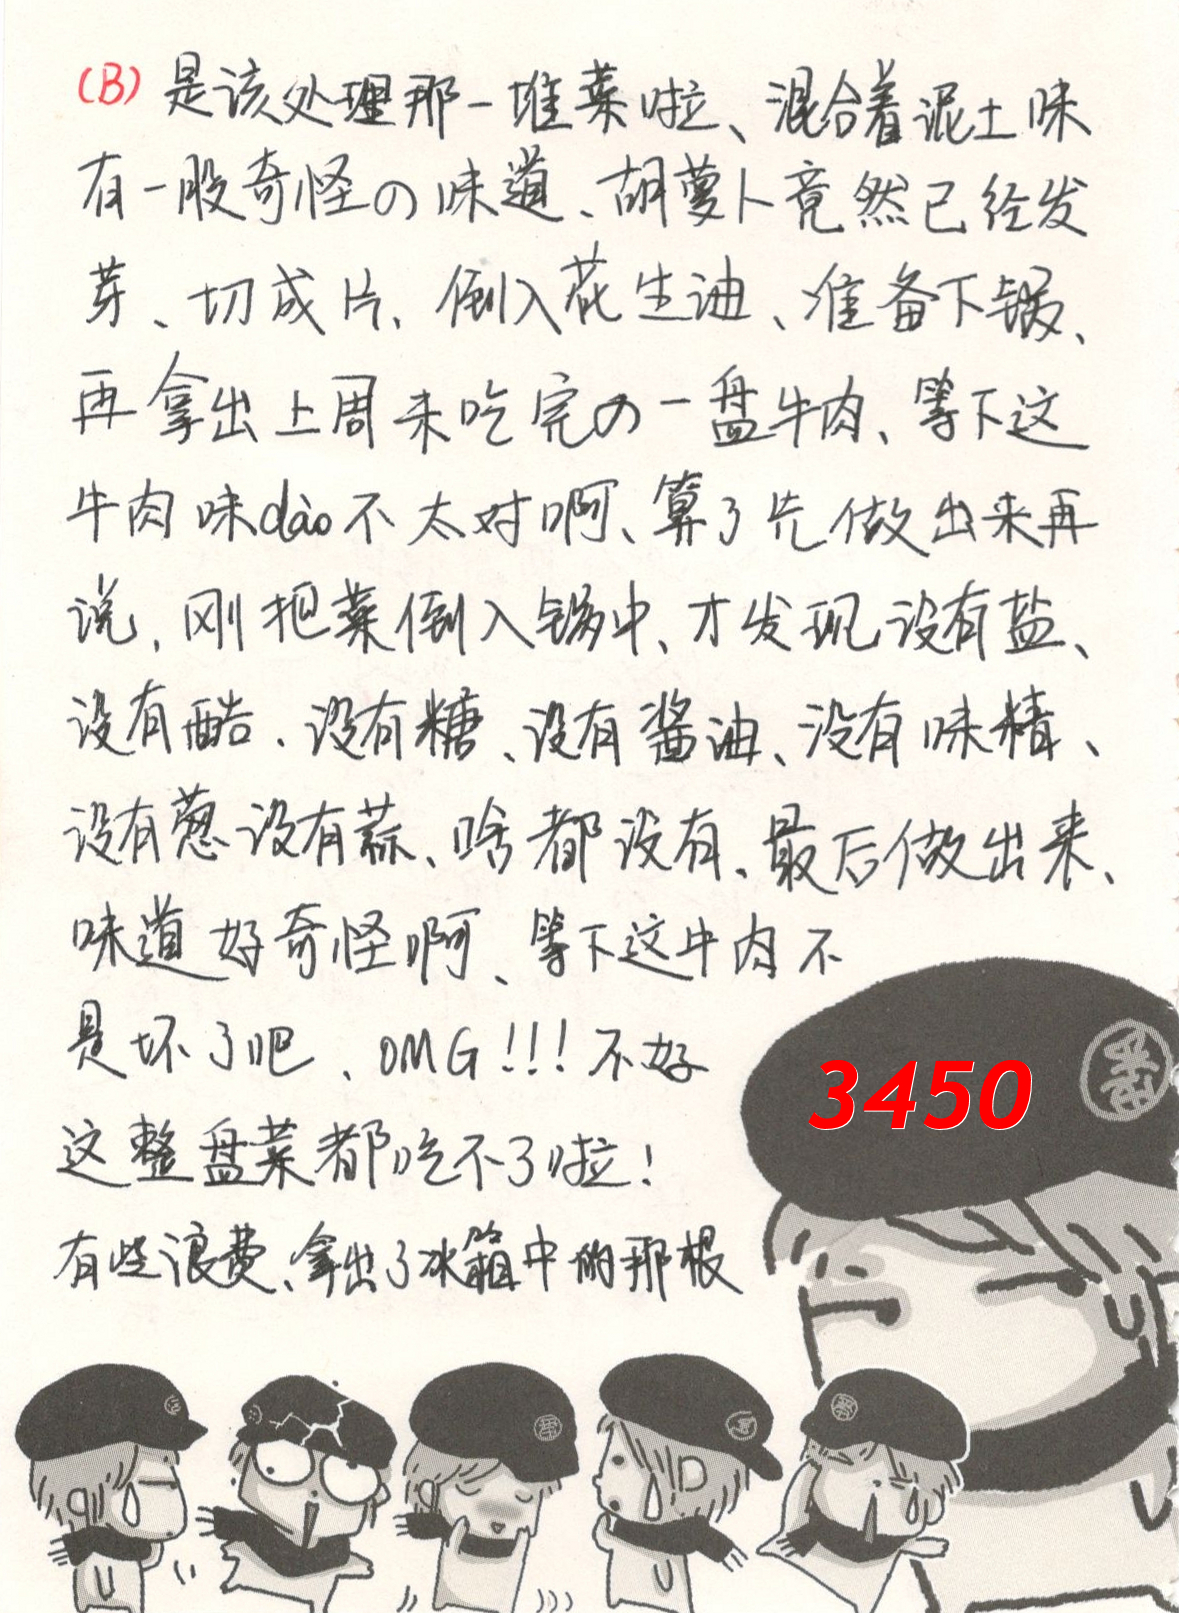 (B) 是该处理那一堆菜啦、混合着泥土味
有一股奇怪の味道、胡萝卜竟然已经发
芽、切成片、倒入花生油、准备下锅、
再拿出上周未吃完の一盘牛肉、等下这
牛肉味dào不太对啊、算了先做出来再
说、刚把菜倒入锅中、才发现没有盐、
没有醋、没有糖、没有酱油、没有味精、
没有葱没有蒜、啥都没有、最后做出来、
味道好奇怪啊、等下这牛肉不
是坏了吧、OMG!!!不好
3450
这整盘菜都吃不了啦!
有些浪费、拿出了冰箱中的那根